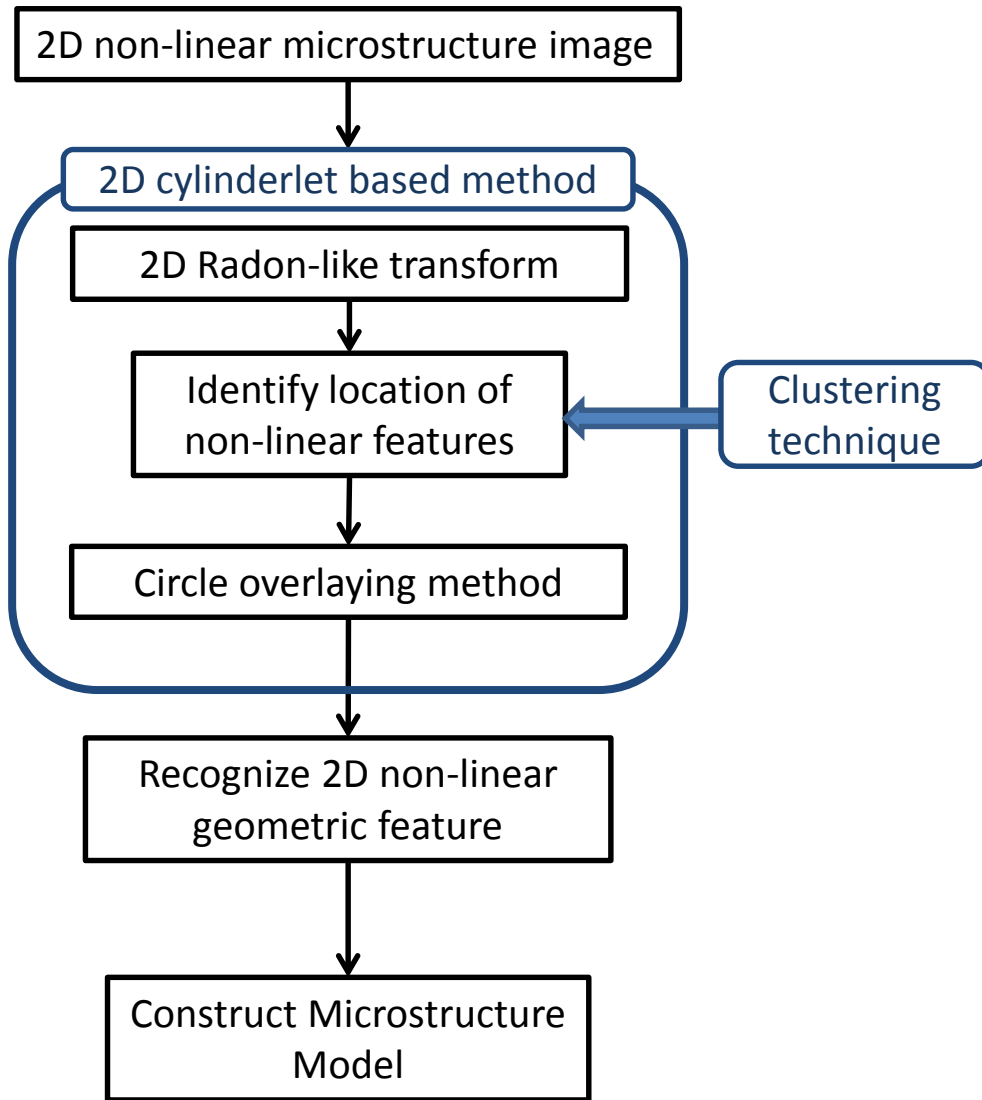 2D non-linear microstructure image
2D cylinderlet based method
2D Radon-like transform
Identify location of
non-linear features
Clustering
technique
Circle overlaying method
Recognize 2D non-linear
geometric feature
Construct Microstructure
Model